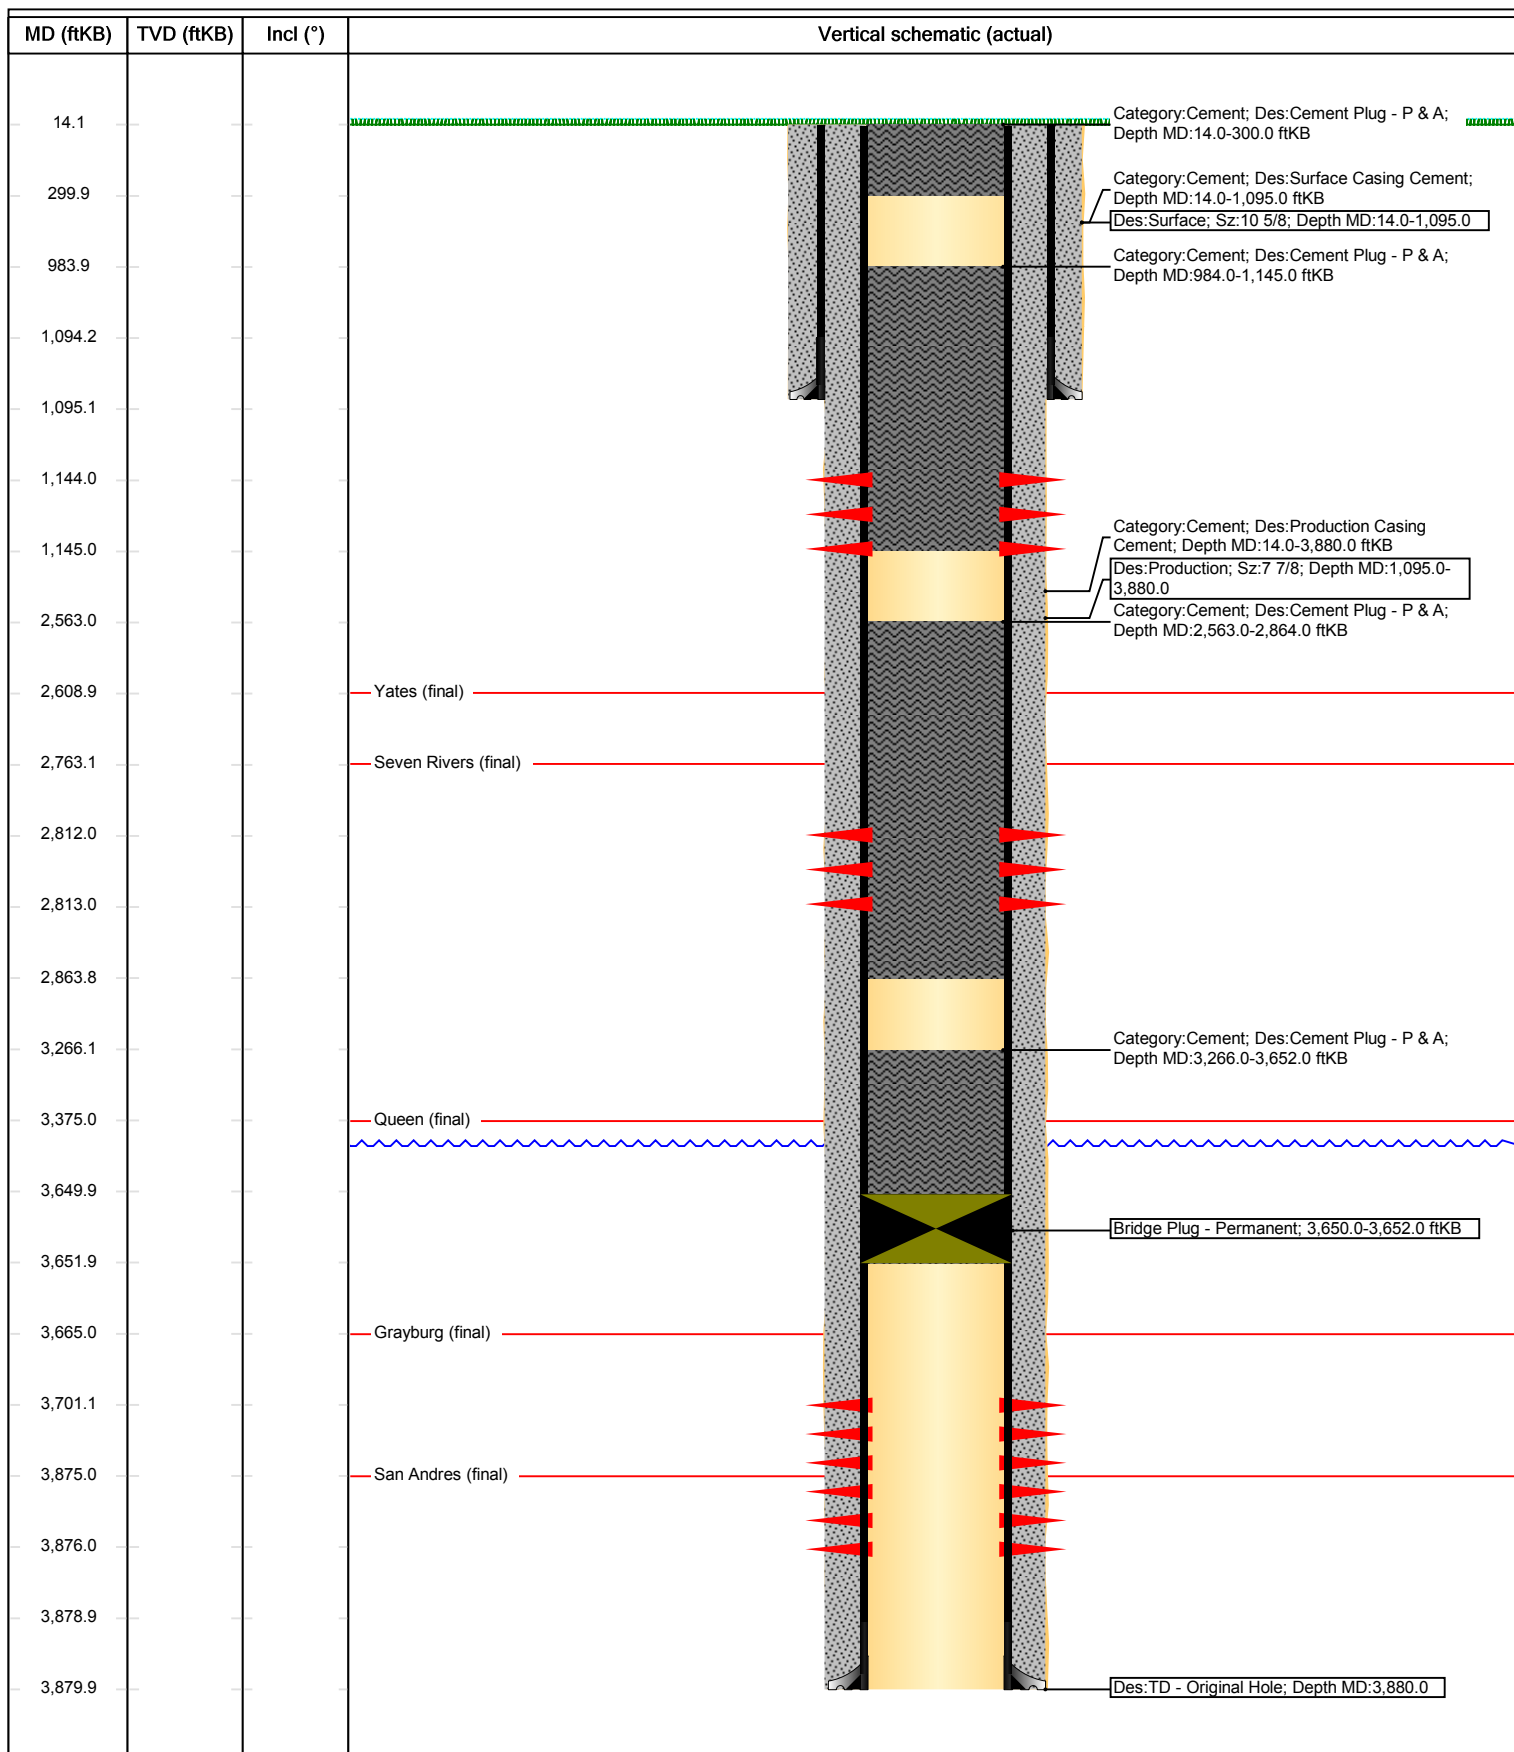 MD (ftKB) TVD (ftKB) Incl (°) Vertical schematic (actual)
14.1
Category:Cement; Des:Cement Plug - P & A;
Depth MD:14.0-300.0 ftKB
299.9
Category:Cement; Des:Surface Casing Cement;
Depth MD:14.0-1,095.0 ftKB
Des:Surface; Sz:10 5/8; Depth MD:14.0-1,095.0
983.9
Category:Cement; Des:Cement Plug - P & A;
Depth MD:984.0-1,145.0 ftKB
1,094.2
1,095.1
1,144.0
1,145.0
Category:Cement; Des:Production Casing
Cement; Depth MD:14.0-3,880.0 ftKB
Des:Production; Sz:7 7/8; Depth MD:1,095.0-
3,880.0
2,563.0
Category:Cement; Des:Cement Plug - P & A;
Depth MD:2,563.0-2,864.0 ftKB
2,608.9
Yates (final)
2,763.1
Seven Rivers (final)
2,812.0
2,813.0
2,863.8
3,266.1
Category:Cement; Des:Cement Plug - P & A;
Depth MD:3,266.0-3,652.0 ftKB
3,375.0
Queen (final)
3,649.9
Bridge Plug - Permanent; 3,650.0-3,652.0 ftKB
3,651.9
3,665.0
Grayburg (final)
3,701.1
3,875.0
San Andres (final)
3,876.0
3,878.9
3,879.9
Des:TD - Original Hole; Depth MD:3,880.0